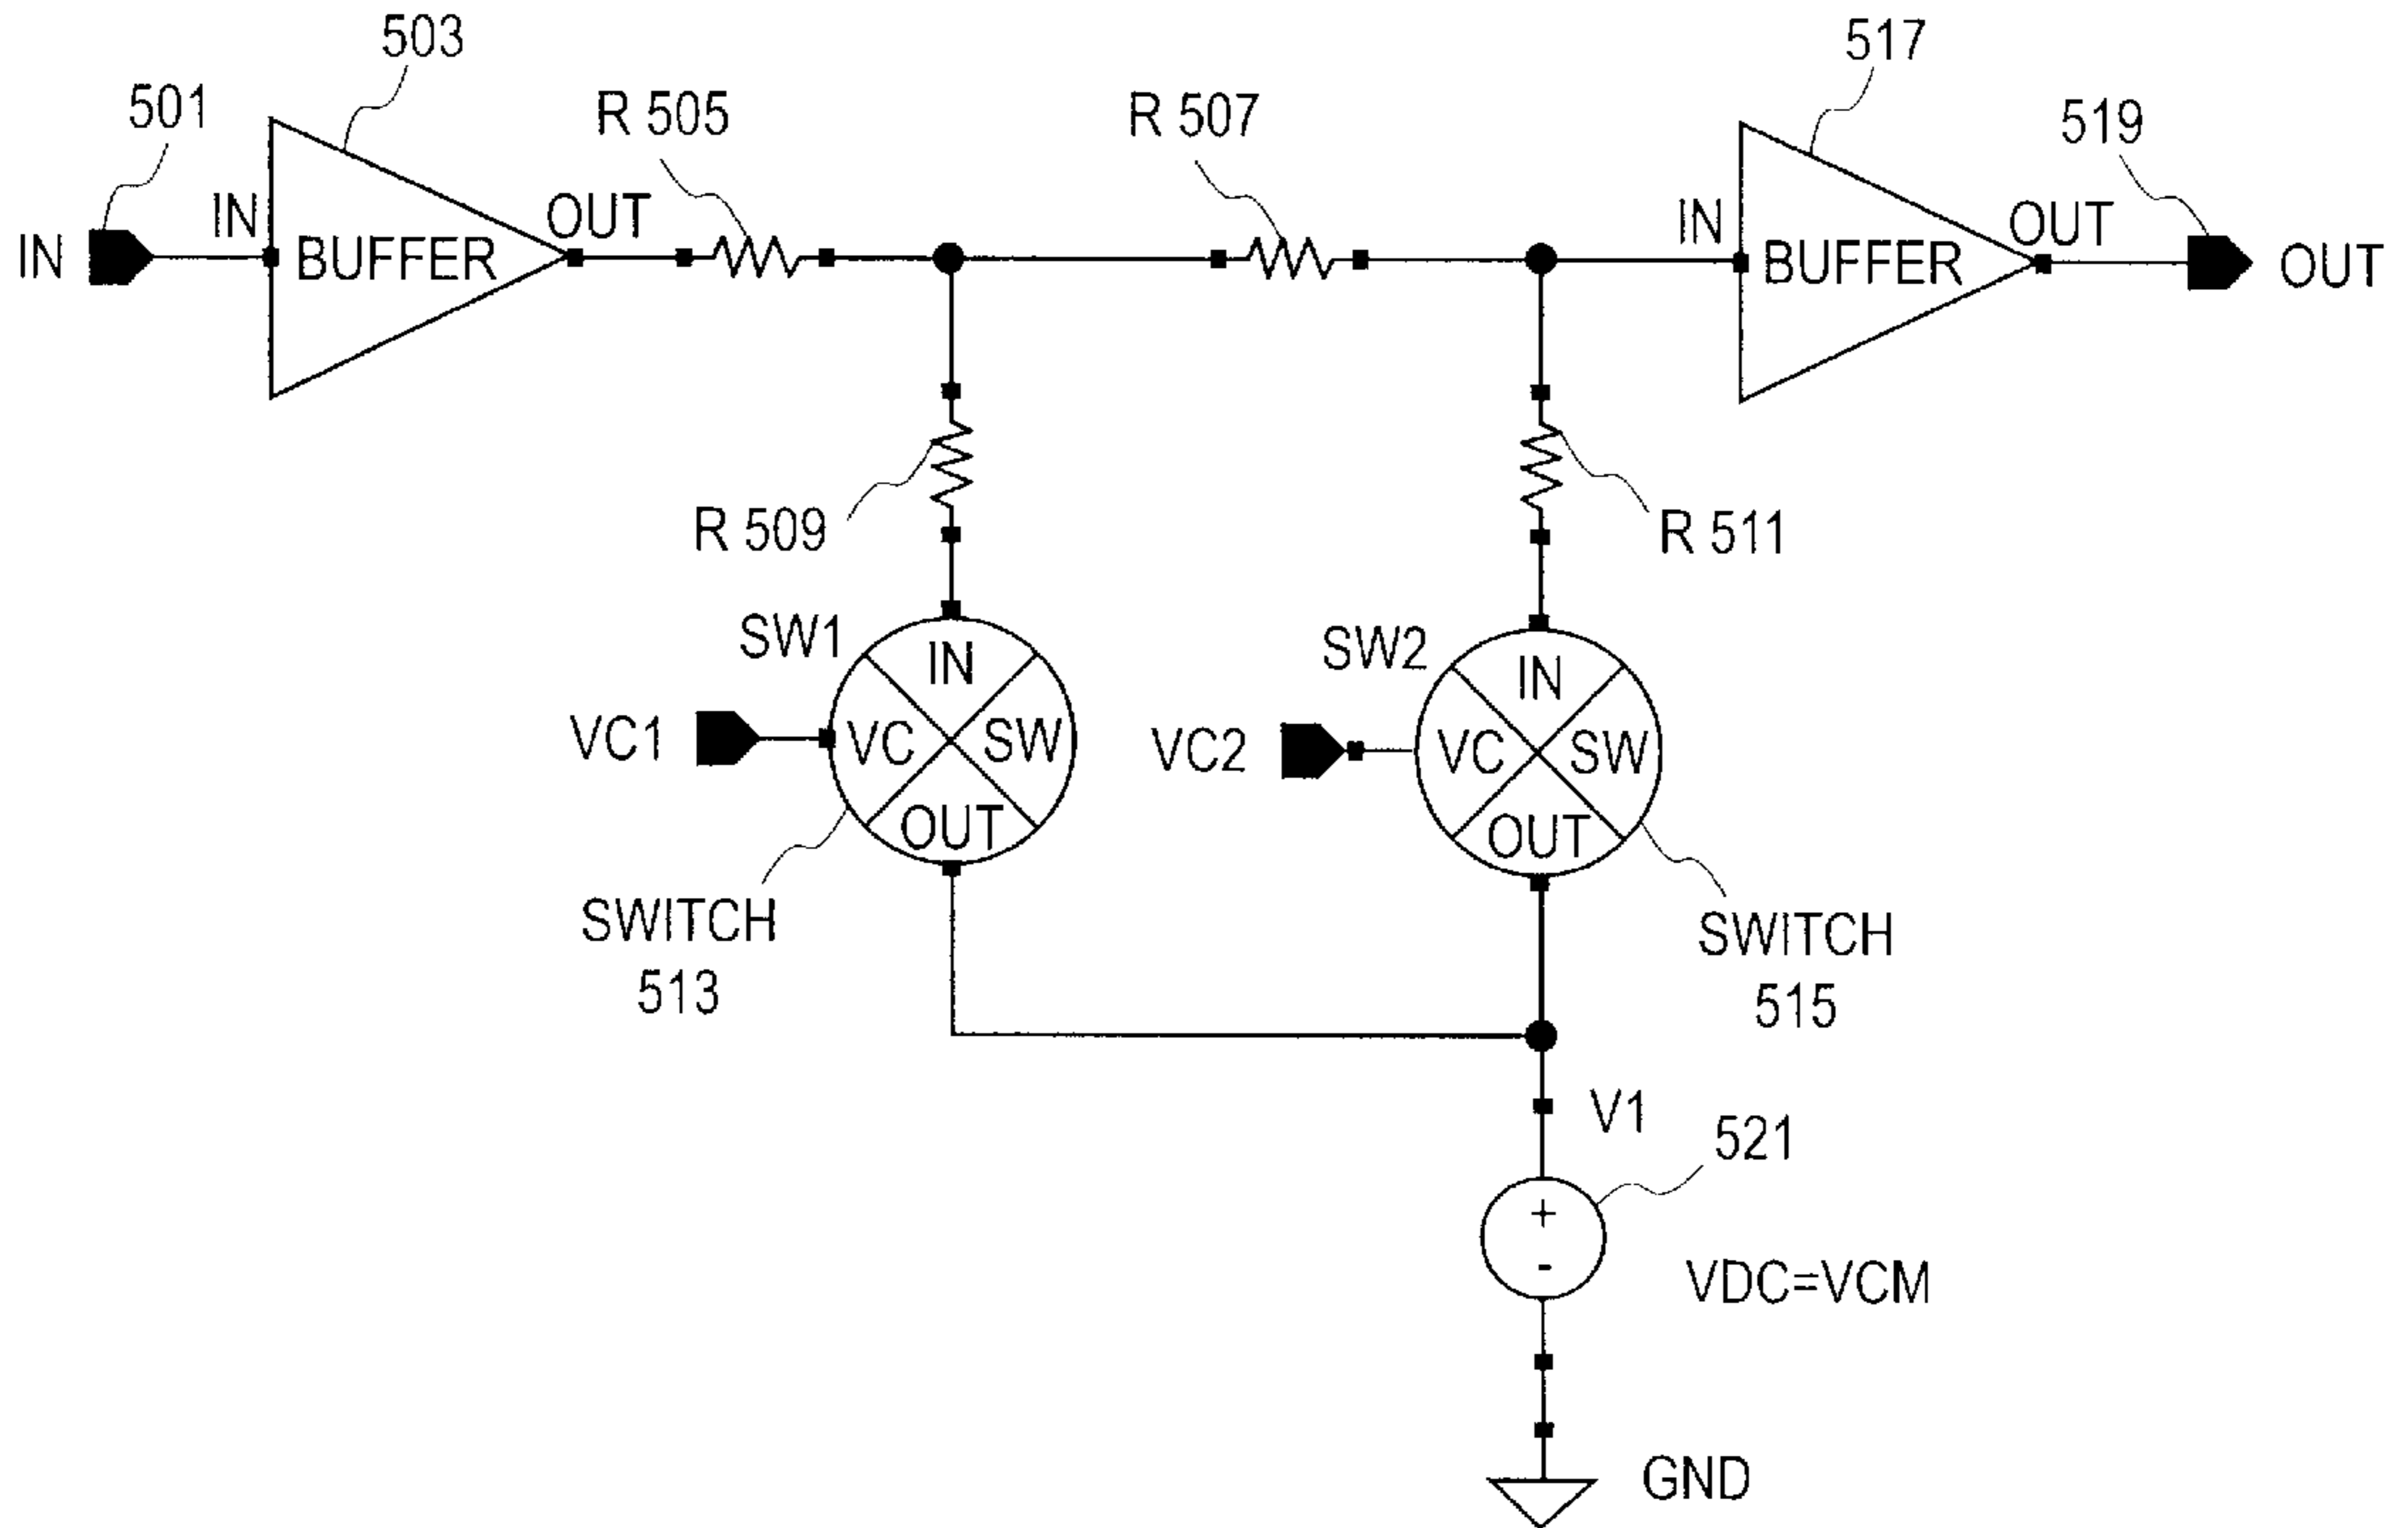 503
517
501
R 505
R 507
519
IN
IN
BUFFER
OUT
IN
BUFFER
OUT
OUT
R 509
R 511
SW1
IN
VC
SW
OUT
VC1
SW2
IN
VC
SW
OUT
VC2
SWITCH
513
SWITCH
515
V1
521
+
-
VDC=VCM
GND